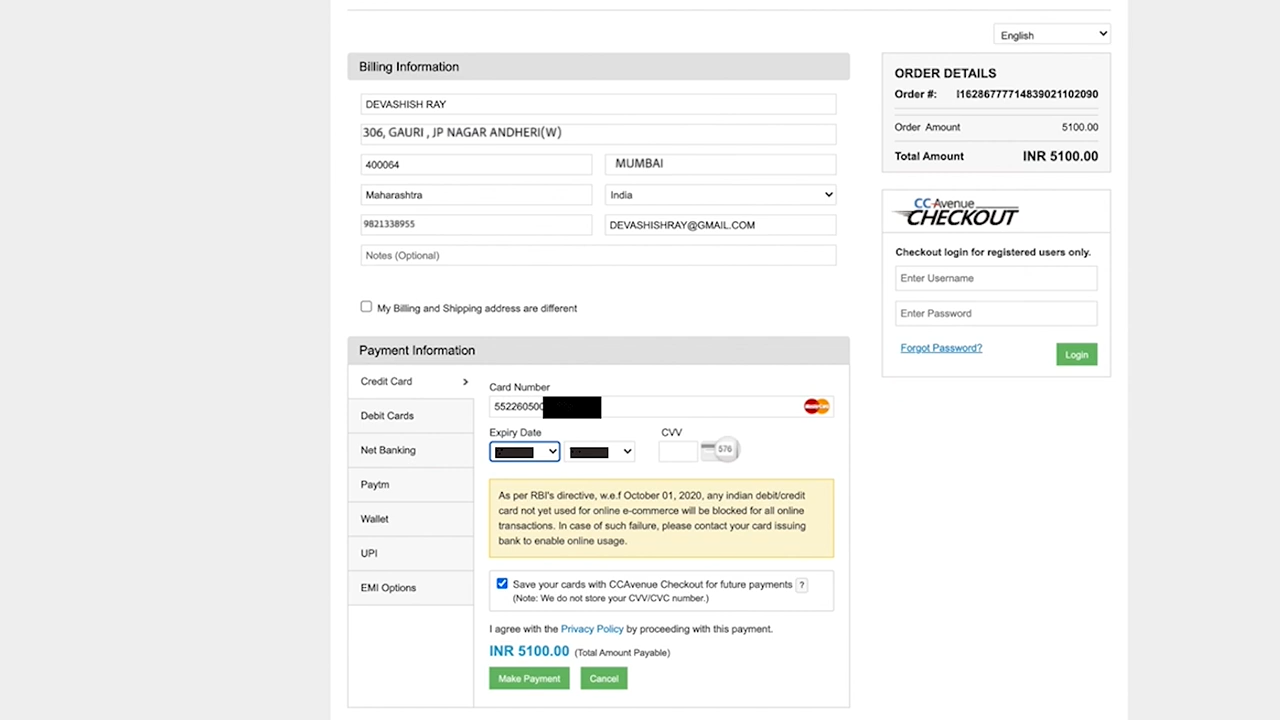 English
Billing Information
DEVASHISH RAY
306, GAURI , JP NAGAR ANDHERI(W)
400064
MUMBAI
Maharashtra
India
9821338955
DEVASHISHRAY@GMAIL.COM
Notes (Optional)
My Billing and Shipping address are different
ORDER DETAILS
Order #: I16286777714839021102090
Order Amount 5100.00
Total Amount INR 5100.00
CCAvenue
CHECKOUT
Checkout login for registered users only.
Enter Username
Enter Password
Forgot Password?
Login
Payment Information
Credit Card
Debit Cards
Net Banking
Paytm
Wallet
UPI
EMI Options
Card Number
55226050
MasterCard
Expiry Date
CVV
576
As per RBI's directive, w.e.f October 01, 2020, any indian debit/credit
card not yet used for online e-commerce will be blocked for all online
transactions. In case of such failure, please contact your card issuing
bank to enable online usage.
Save your cards with CCAvenue Checkout for future payments ?
(Note: We do not store your CVV/CVC number.)
I agree with the Privacy Policy by proceeding with this payment.
INR 5100.00 (Total Amount Payable)
Make Payment
Cancel